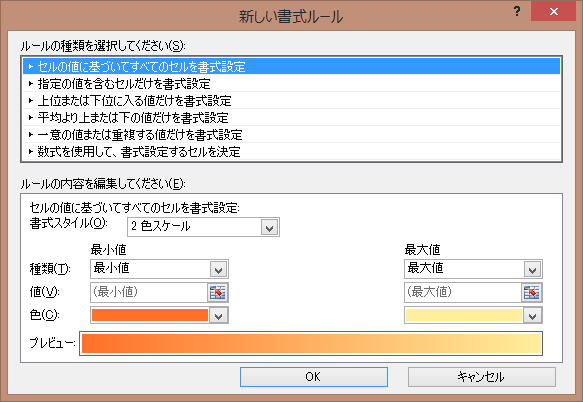 新しい書式ルール
ルールの種類を選択してください(S):
► セルの値に基づいてすべてのセルを書式設定
► 指定の値を含むセルだけを書式設定
► 上位または下位に入る値だけを書式設定
► 平均より上または下の値だけを書式設定
► 一意の値または重複する値だけを書式設定
► 数式を使用して、書式設定するセルを決定
ルールの内容を編集してください(E):
セルの値に基づいてすべてのセルを書式設定:
書式スタイル(O): 2 色スケール
最小値 最大値
種類(T): 最小値 最大値
値(V): (最小値) (最大値)
色(C):
プレビュー:
OK キャンセル